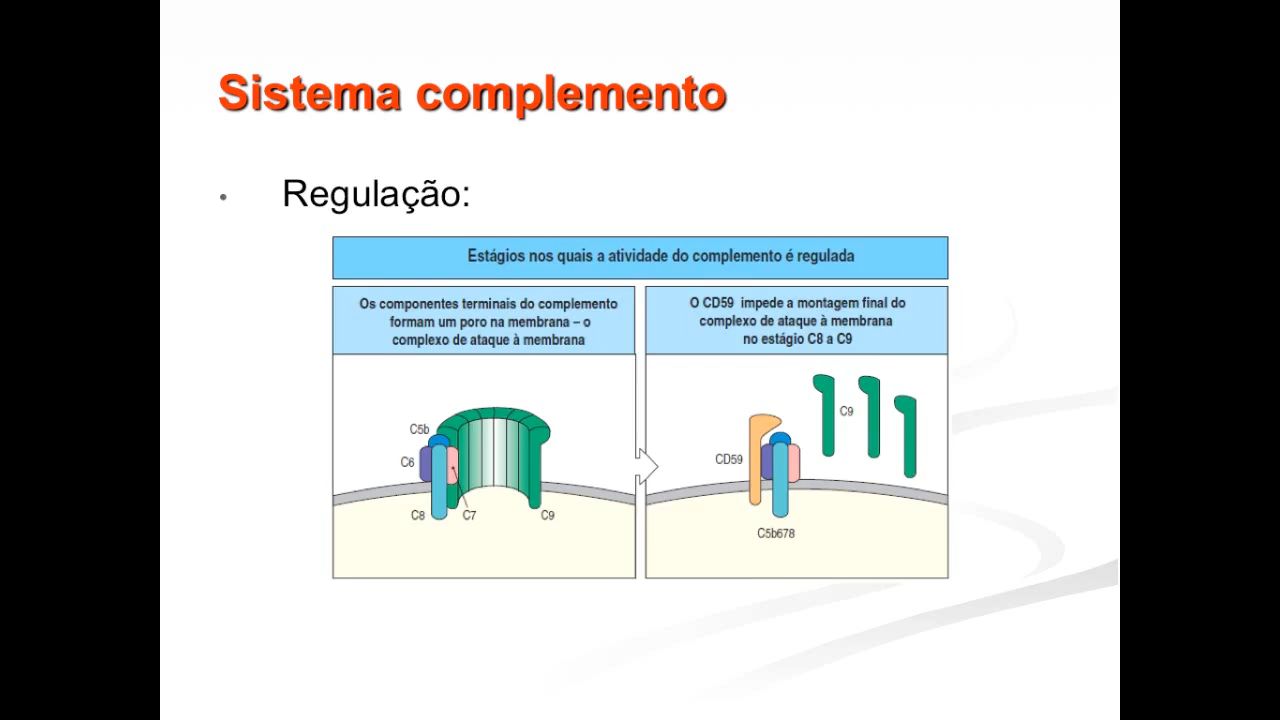 Sistema complemento
• Regulação:
Estágios nos quais a atividade do complemento é regulada
Os componentes terminais do complemento
formam um poro na membrana – o
complexo de ataque à membrana
O CD59 impede a montagem final do
complexo de ataque à membrana
no estágio C8 a C9
C5b
C6
C8
C7
C9
C9
CD59
C5b678